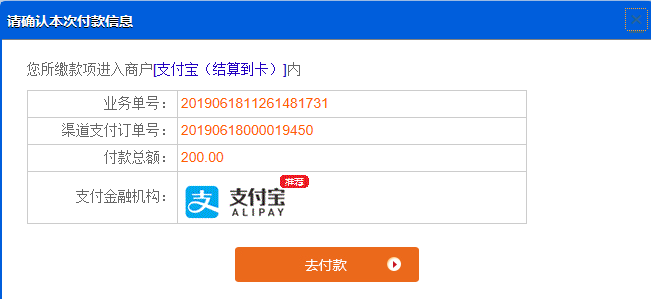 请确认本次付款信息
您所缴款项进入商户[支付宝（结算到卡）]内
业务单号： 2019061811261481731
渠道支付订单号： 20190618000019450
付款总额： 200.00
推荐
支付金融机构： 支 支付宝
ALIPAY
去付款